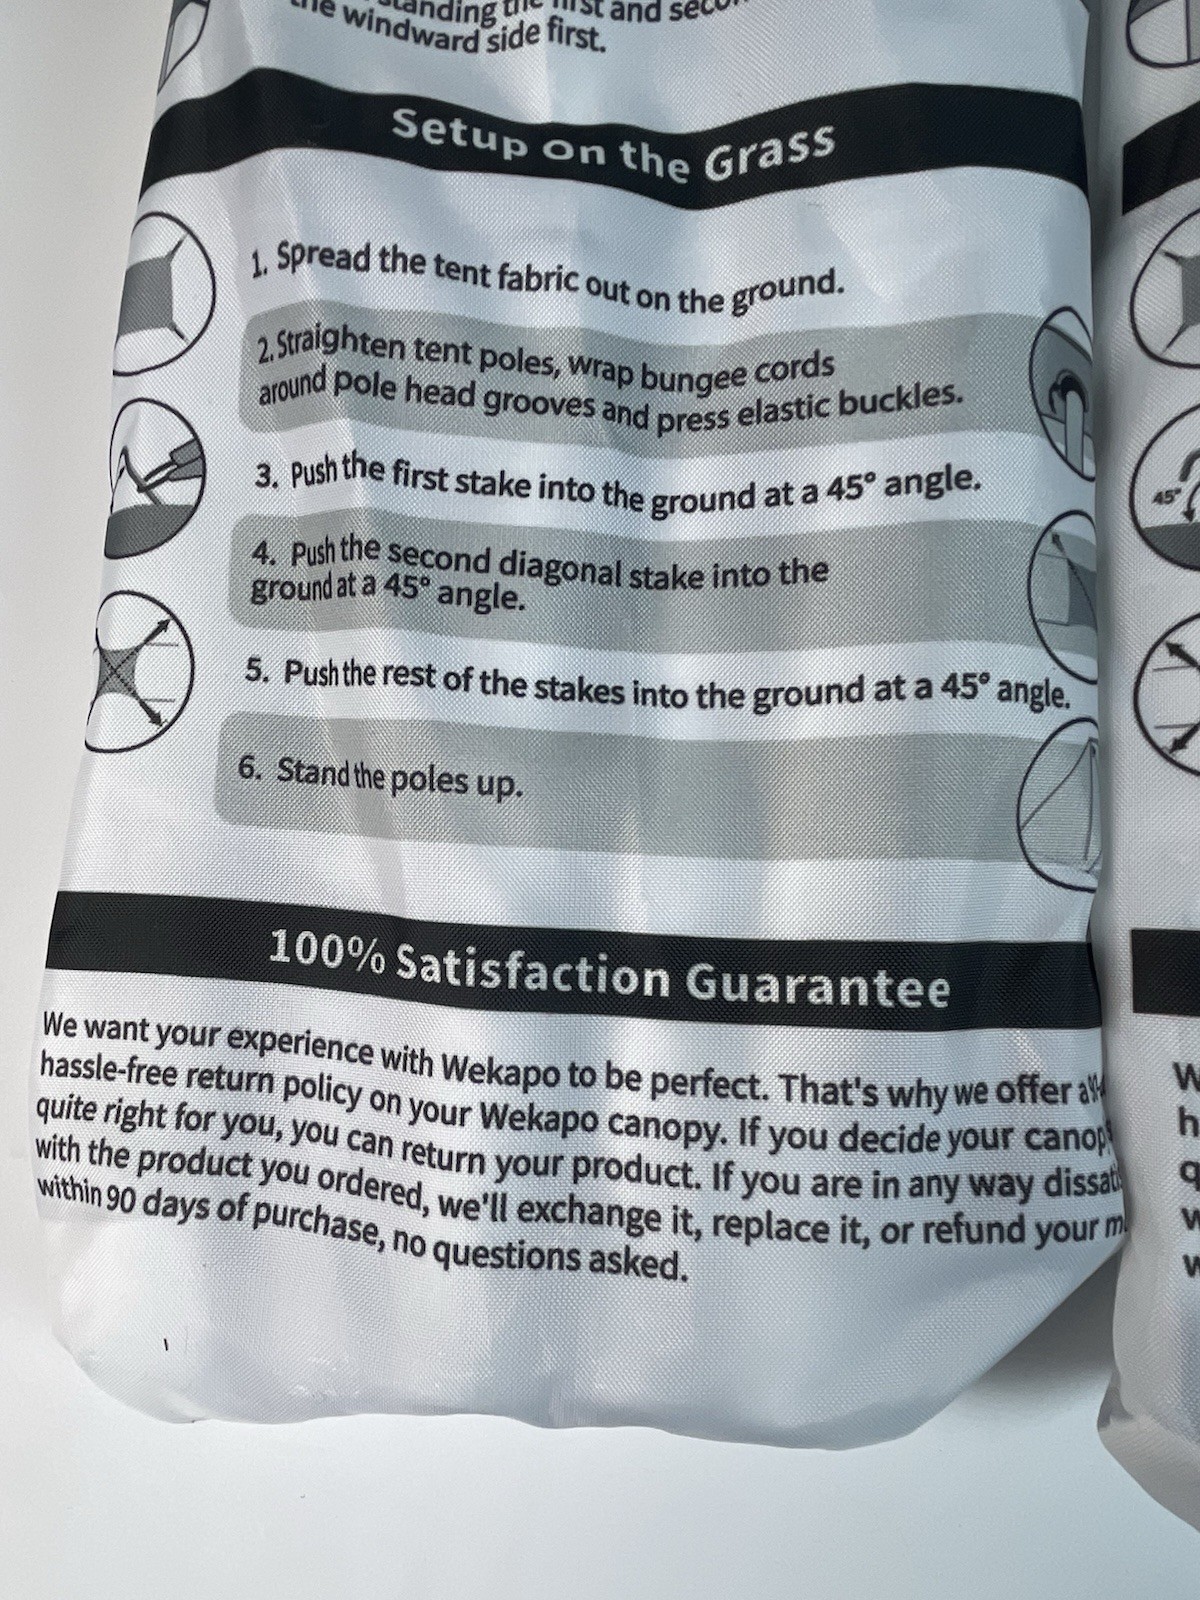 the windward side first.
Setup on the Grass
1. Spread the tent fabric out on the ground.
2. Straighten tent poles, wrap bungee cords
around pole head grooves and press elastic buckles.
3. Push the first stake into the ground at a 45° angle.
4. Push the second diagonal stake into the
ground at a 45° angle.
5. Push the rest of the stakes into the ground at a 45° angle.
6. Stand the poles up.
45°
100% Satisfaction Guarantee
We want your experience with Wekapo to be perfect. That's why we offer a
hassle-free return policy on your Wekapo canopy. If you decide your
quite right for you, you can return your product. If you are in any way
with the product you ordered, we'll exchange it, replace it, or refund your
within 90 days of purchase, no questions asked.